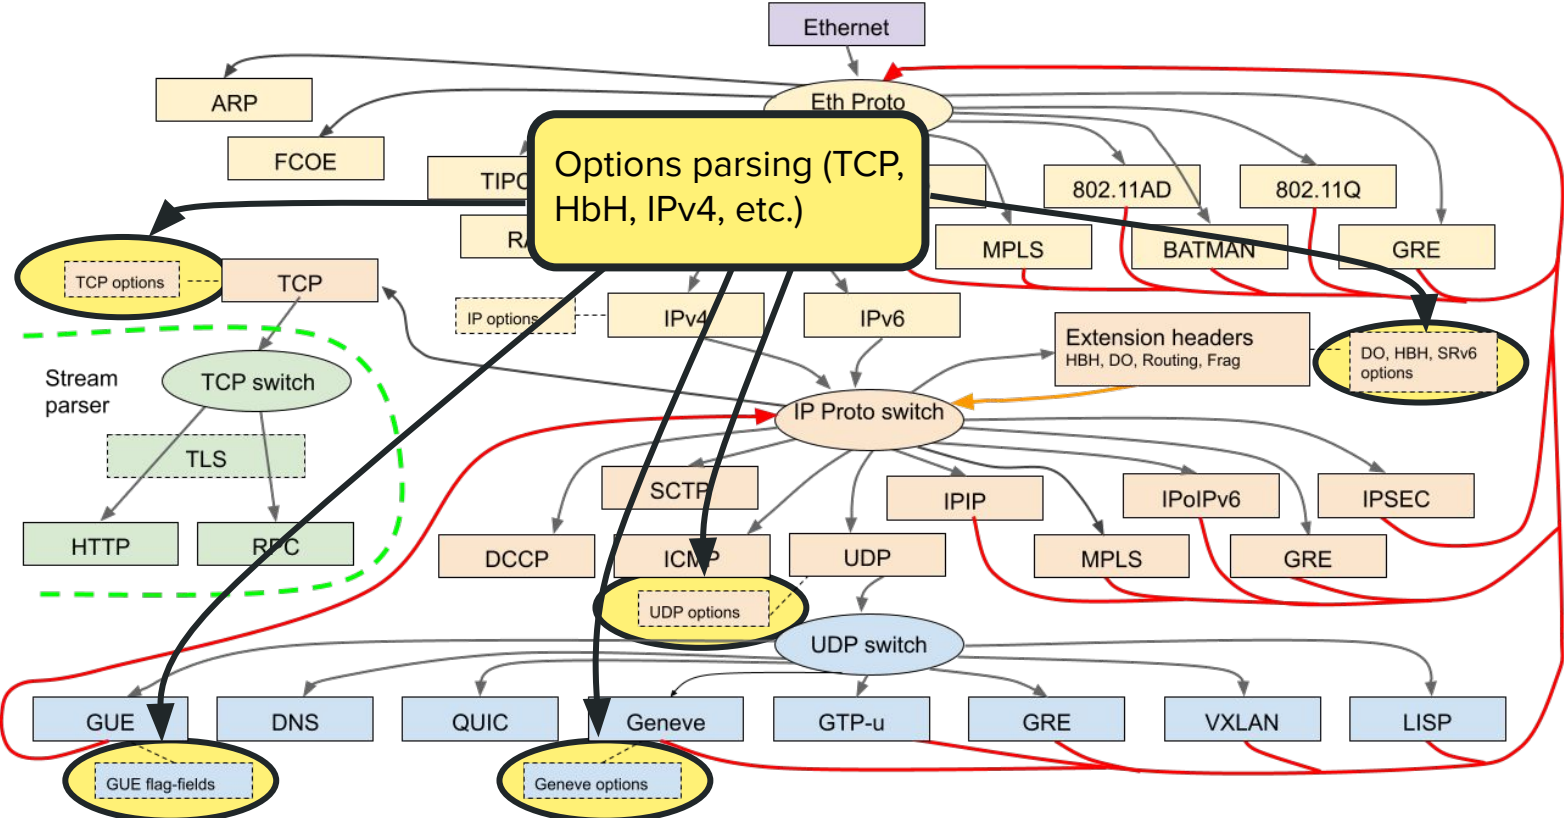 Ethernet
Eth Proto
ARP
FCOE
Options parsing (TCP,
HbH, IPv4, etc.)
802.11AD
802.11Q
MPLS
BATMAN
GRE
TCP options
TCP
IP options
IPv4
IPv6
Extension headers
HBH, DO, Routing, Frag
DO, HBH, SRv6
options
Stream
parser
TCP switch
IP Proto switch
TLS
SCTP
IPIP
IPoIPv6
IPSEC
HTTP
RPC
DCCP
ICMP
UDP
MPLS
GRE
UDP options
UDP switch
GUE
DNS
QUIC
Geneve
GTP-u
GRE
VXLAN
LISP
GUE flag-fields
Geneve options